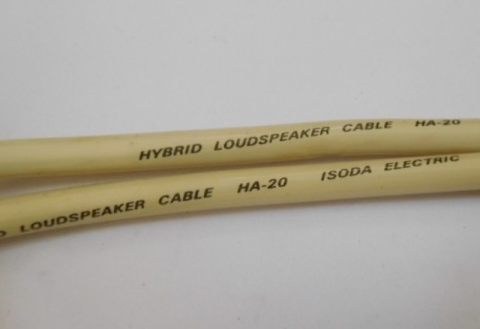 HYBRID LOUDSPEAKER CABLE HA-20
LOUDSPEAKER CABLE HA-20 ISODA ELECTRIC